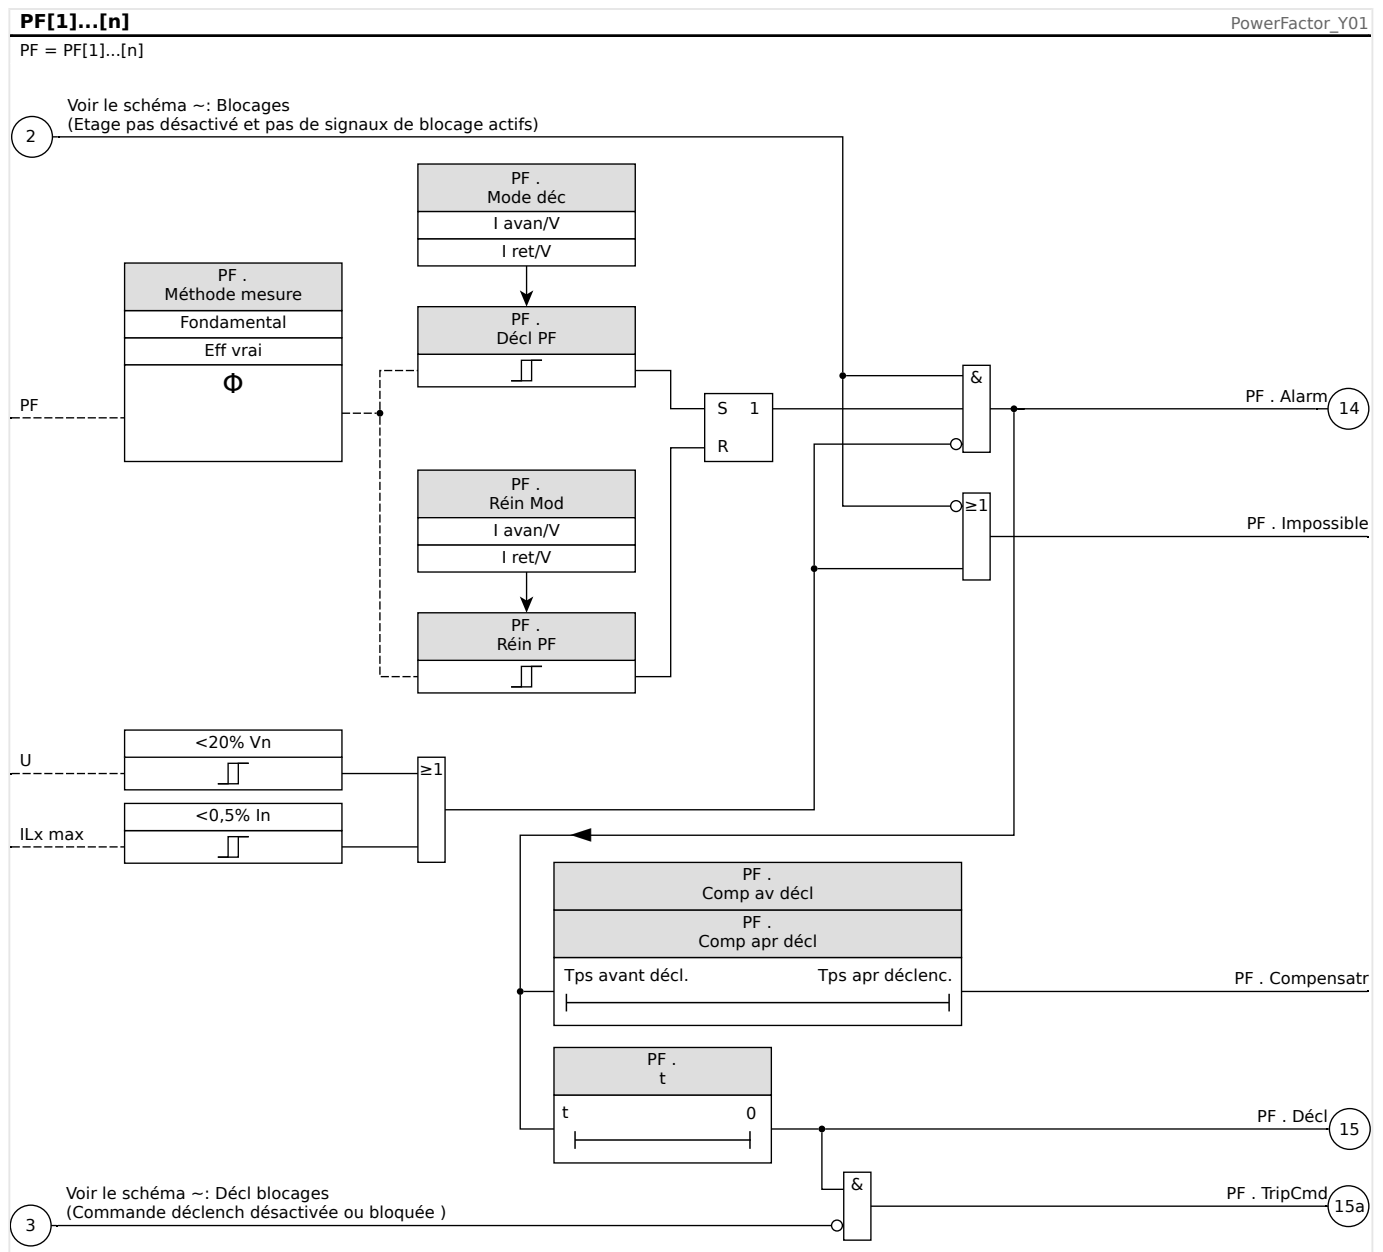 PF[1]...[n]
PowerFactor_Y01
PF = PF[1]...[n]
Voir le schéma ~: Blocages
(Etage pas désactivé et pas de signaux de blocage actifs)
2
PF .
Mode déc
I avan/V
I ret/V
PF .
Méthode mesure
Fondamental
Eff vrai
Φ
PF
PF .
Décl PF
S 1
R
&
PF . Alarm
14
PF .
Réin Mod
I avan/V
I ret/V
≥1
PF . Impossible
PF .
Réin PF
U
<20% Vn
≥1
ILx max
<0,5% In
PF .
Comp av décl
PF .
Comp apr décl
Tps avant décl.
Tps apr déclenc.
PF . Compensatr
PF .
t
t
0
PF . Décl
15
Voir le schéma ~: Décl blocages
(Commande déclench désactivée ou bloquée )
3
&
PF . TripCmd
15a